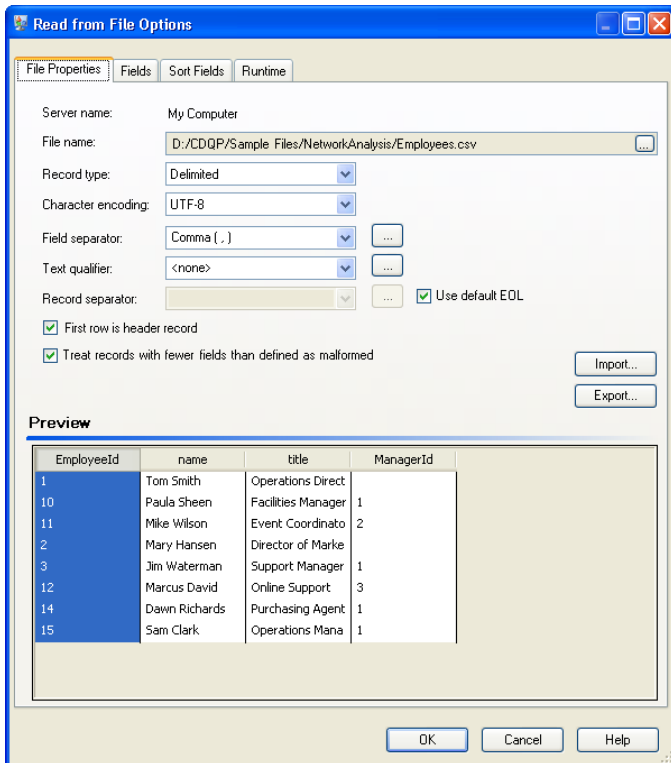 Read from File Options
File Properties Fields Sort Fields Runtime
Server name: My Computer
File name: D:/CDQP/Sample Files/NetworkAnalysis/Employees.csv ...
Record type: Delimited
Character encoding: UTF-8
Field separator: Comma ( , ) ...
Text qualifier: <none> ...
Record separator: ... Use default EOL
First row is header record
Treat records with fewer fields than defined as malformed
Import...
Export...
Preview
EmployeeId name title ManagerId
1 Tom Smith Operations Direct
10 Paula Sheen Facilities Manager 1
11 Mike Wilson Event Coordinato 2
2 Mary Hansen Director of Marke
3 Jim Waterman Support Manager 1
12 Marcus David Online Support 3
14 Dawn Richards Purchasing Agent 1
15 Sam Clark Operations Mana 1
OK Cancel Help